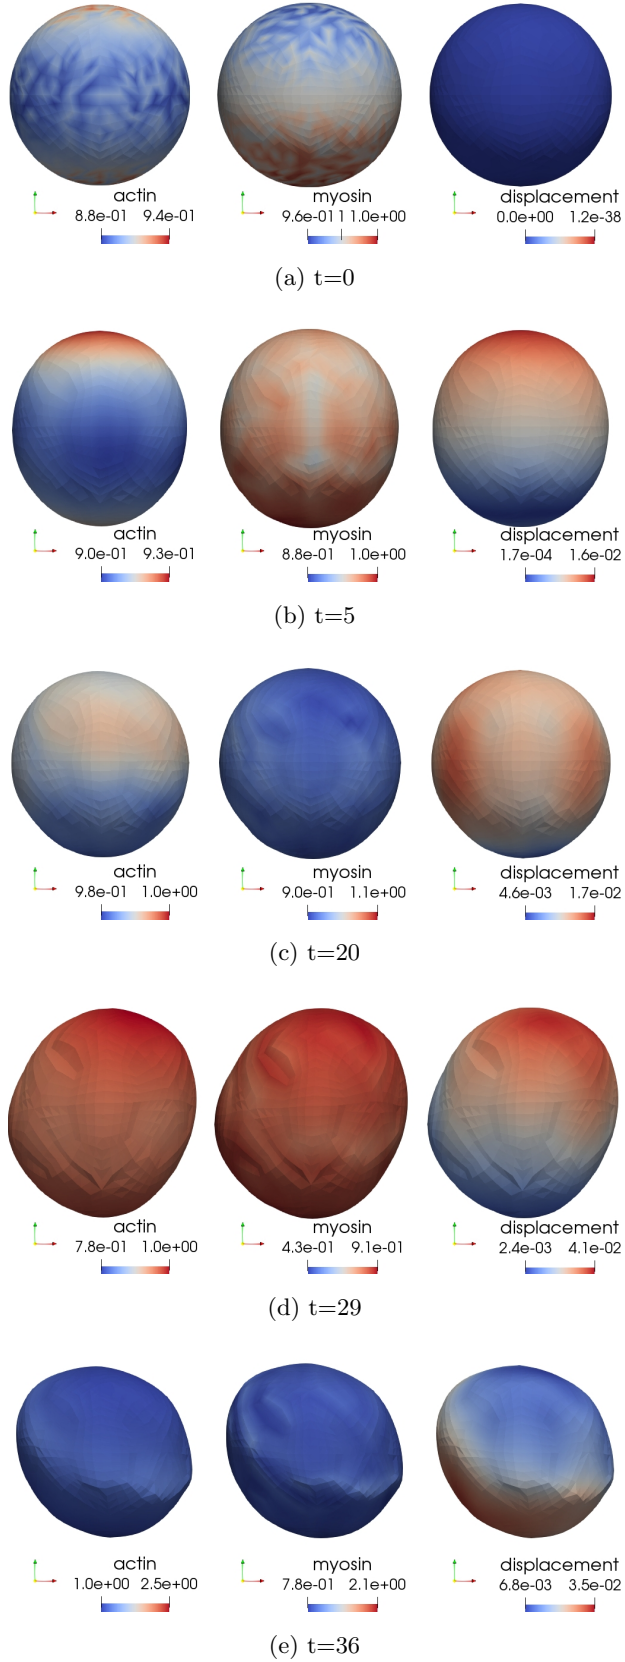 actin myosin displacement
8.8e-01 9.4e-01 9.6e-01 1 1.0e+00 0.0e+00 1.2e-38
(a) t=0
actin myosin displacement
9.0e-01 9.3e-01 8.8e-01 1.0e+00 1.7e-04 1.6e-02
(b) t=5
actin myosin displacement
9.8e-01 1.0e+00 9.0e-01 1.1e+00 4.6e-03 1.7e-02
(c) t=20
actin myosin displacement
7.8e-01 1.0e+00 4.3e-01 9.1e-01 2.4e-03 4.1e-02
(d) t=29
actin myosin displacement
1.0e+00 2.5e+00 7.8e-01 2.1e+00 6.8e-03 3.5e-02
(e) t=36